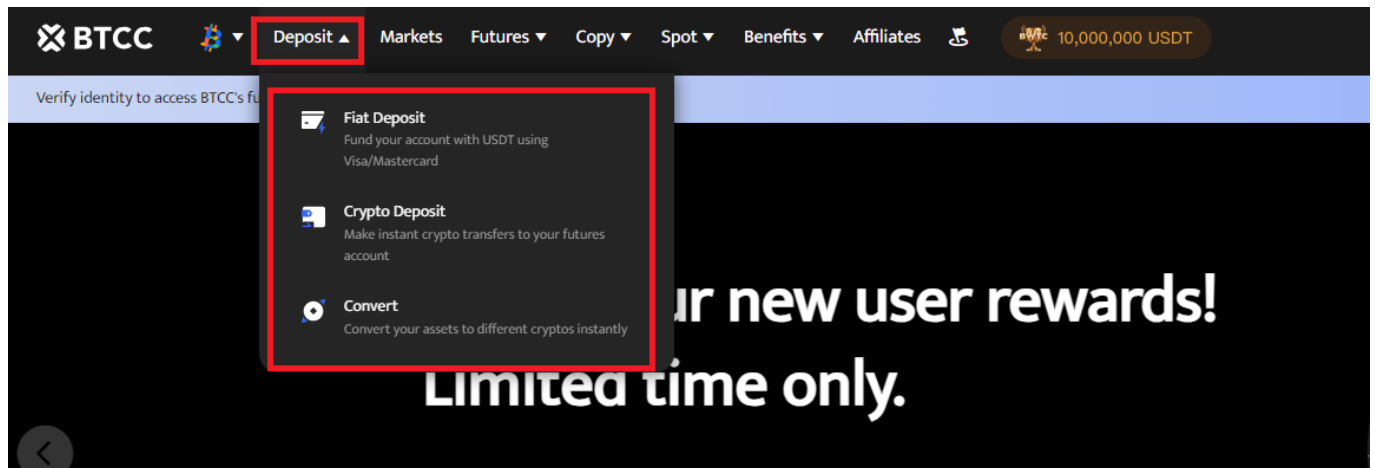 BTCC Deposit Markets Futures Copy Spot Benefits Affiliates 10,000,000 USDT
Verify identity to access BTCC's fu
Fiat Deposit
Fund your account with USDT using
Visa/Mastercard
Crypto Deposit
Make instant crypto transfers to your futures
account
Convert
Convert your assets to different cryptos instantly
ur new user rewards!
Limited time only.